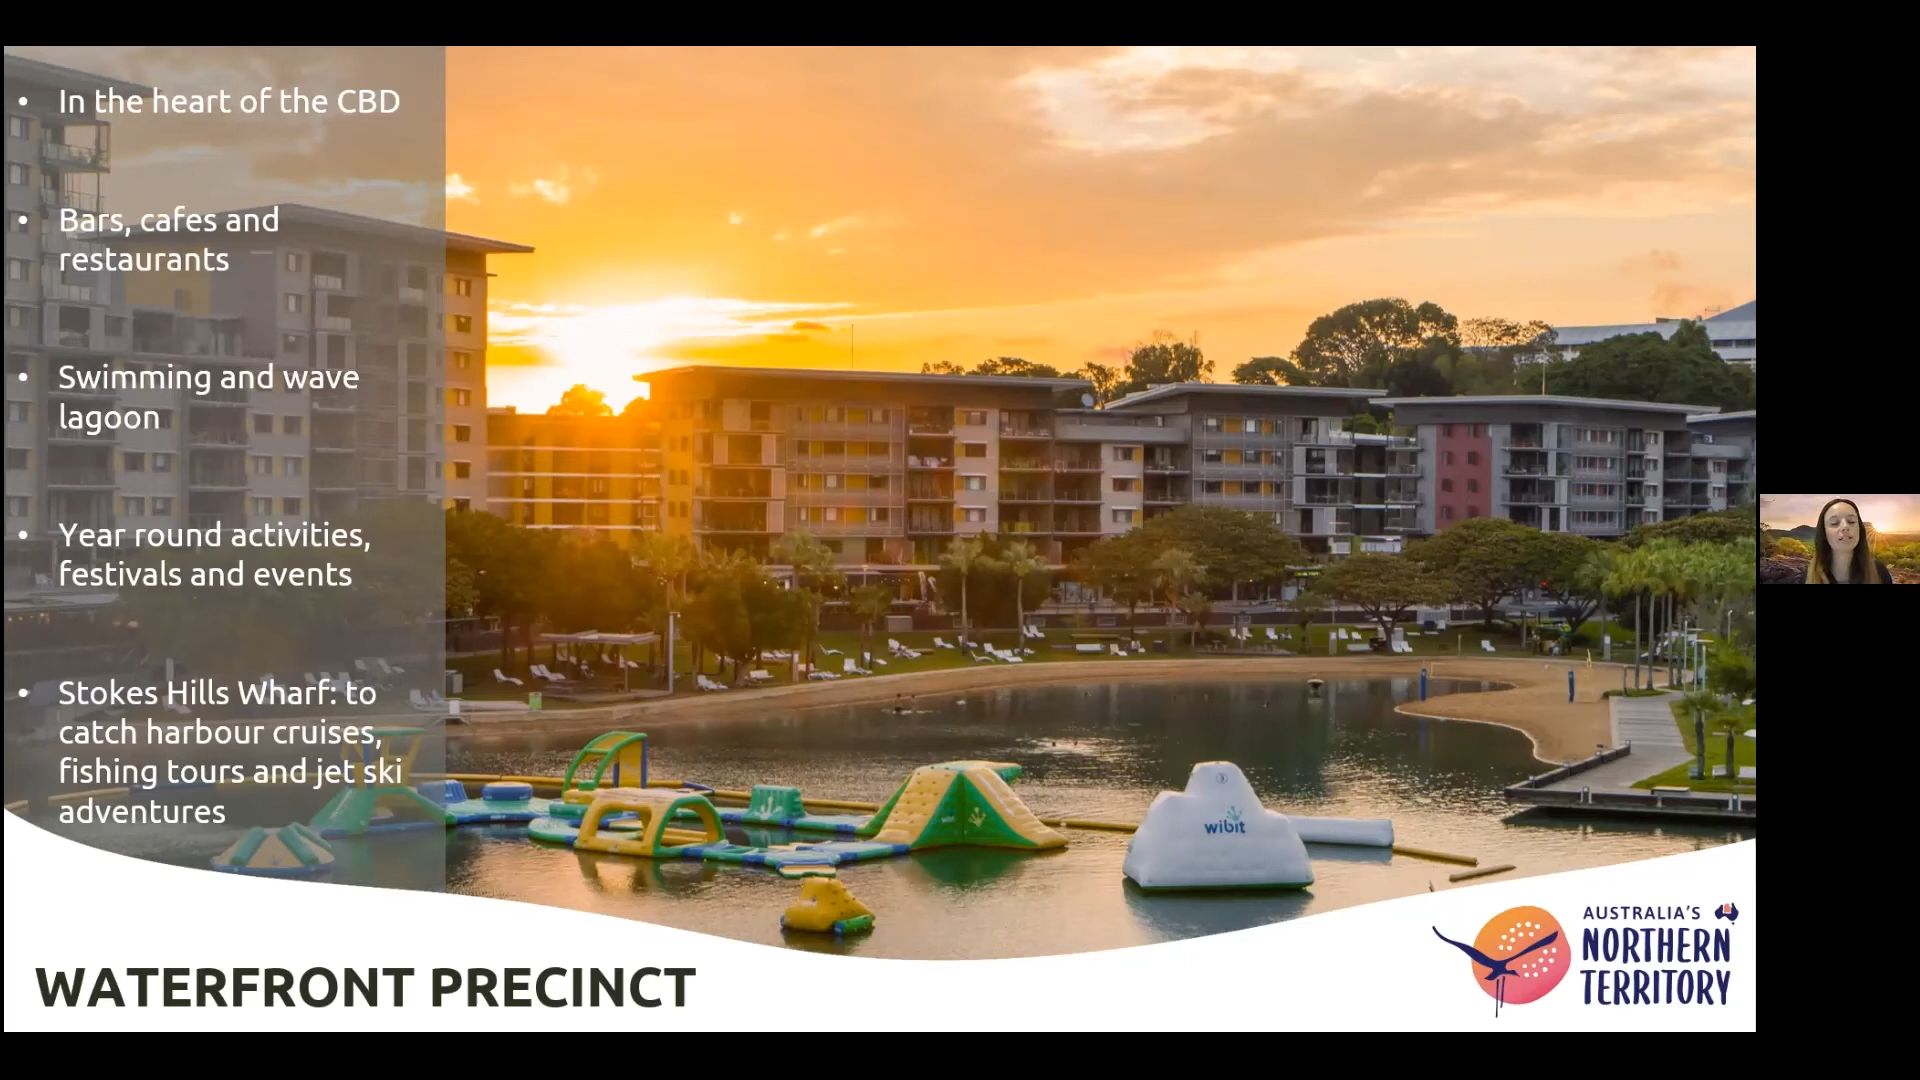 • In the heart of the CBD
• Bars, cafes and
restaurants
• Swimming and wave
lagoon
• Year round activities,
festivals and events
• Stokes Hills Wharf: to
catch harbour cruises,
fishing tours and jet ski
adventures
wibit
WATERFRONT PRECINCT
AUSTRALIA'S
NORTHERN
TERRITORY